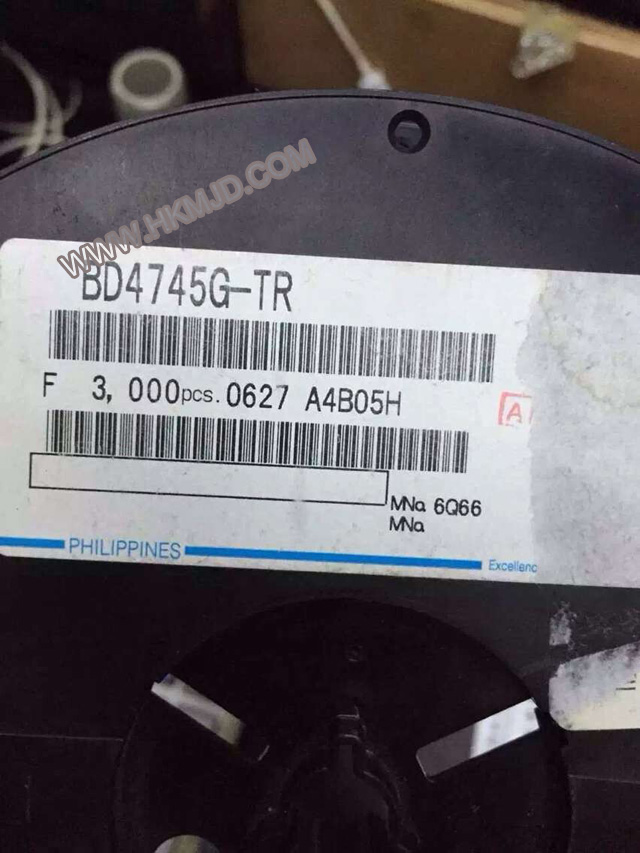 WWW.HKMJD.COM
BD4745G-TR
F 3,000pcs. 0627 A4B05H
A
MNa 6Q66
MNa
PHILIPPINES
Excellenc